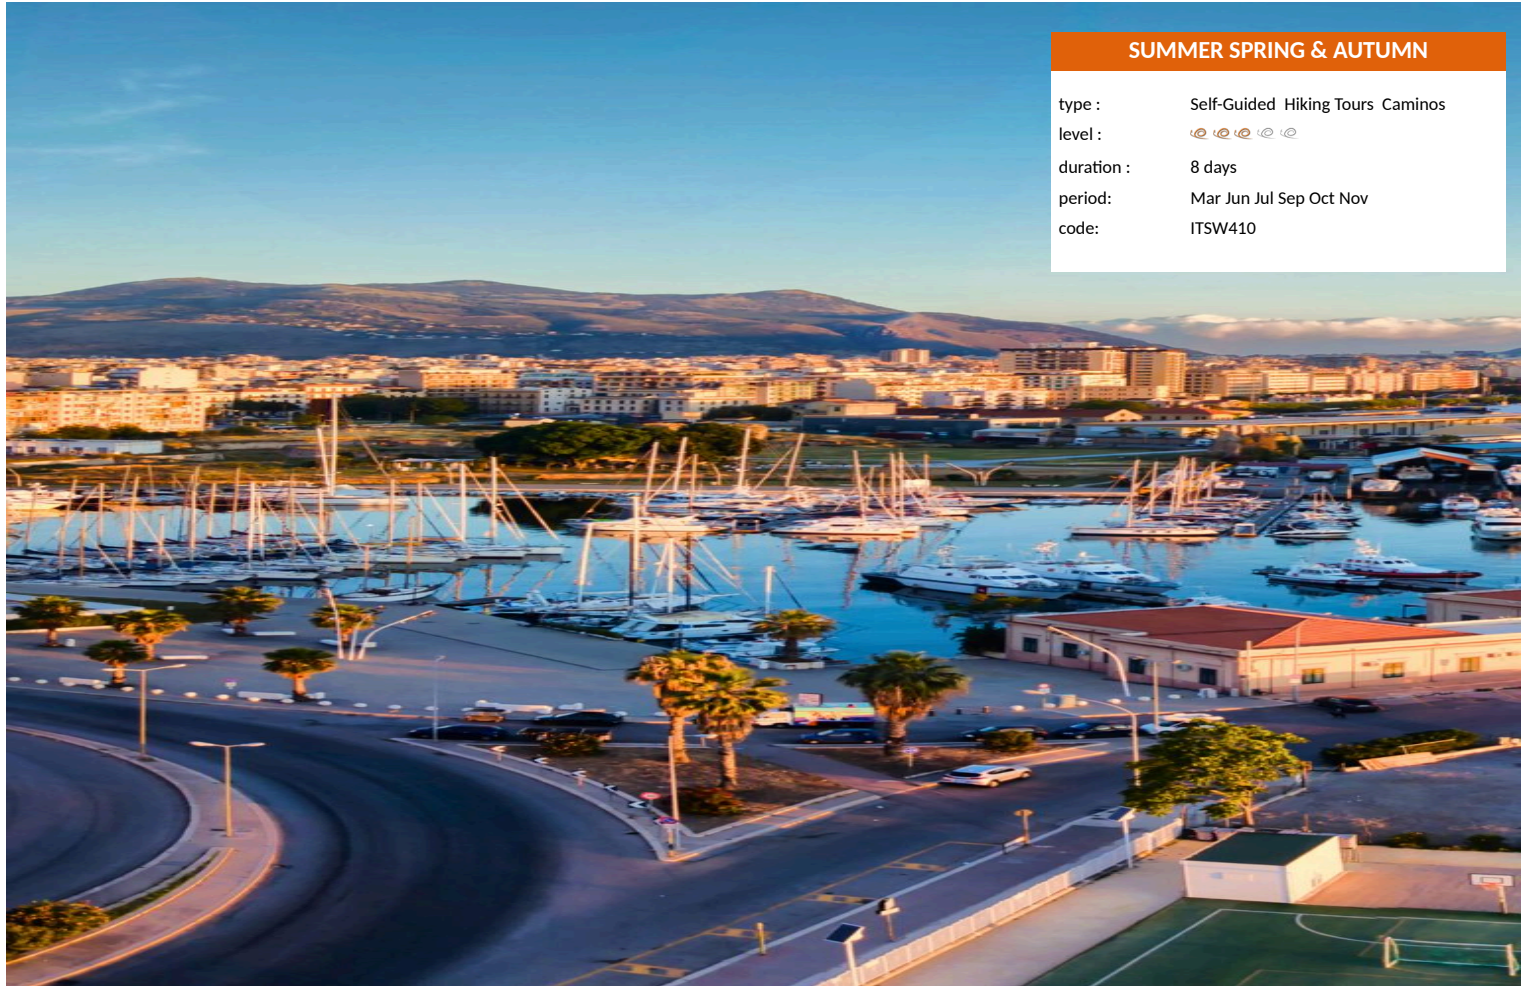 SUMMER SPRING & AUTUMN
type : Self-Guided Hiking Tours Caminos
level :
duration : 8 days
period: Mar Jun Jul Sep Oct Nov
code: ITSW410